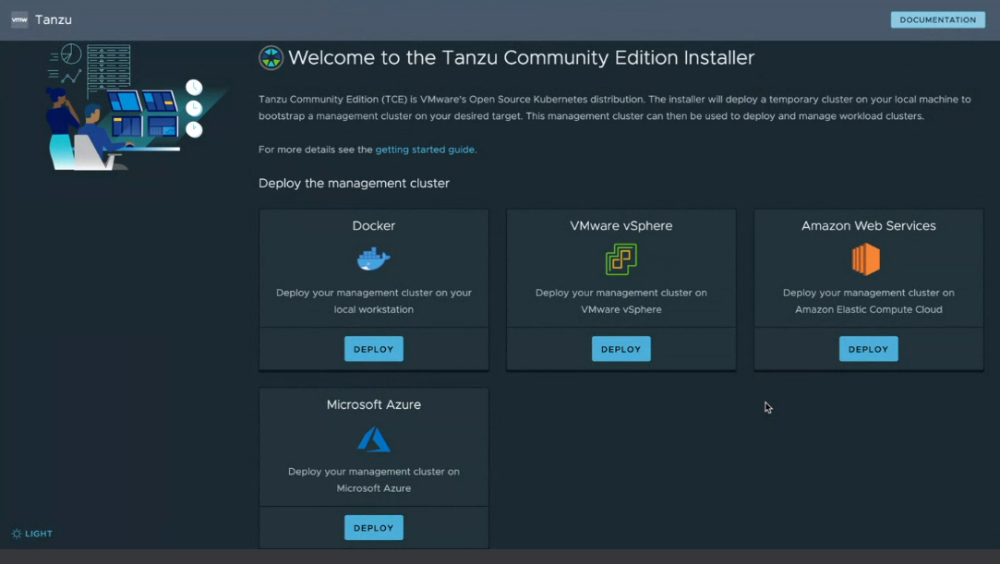 vmw Tanzu
DOCUMENTATION
Welcome to the Tanzu Community Edition Installer
Tanzu Community Edition (TCE) is VMware's Open Source Kubernetes distribution. The installer will deploy a temporary cluster on your local machine to
bootstrap a management cluster on your desired target. This management cluster can then be used to deploy and manage workload clusters.
For more details see the getting started guide.
Deploy the management cluster
Docker
Deploy your management cluster on your
local workstation
DEPLOY
VMware vSphere
Deploy your management cluster on
VMware vSphere
DEPLOY
Amazon Web Services
Deploy your management cluster on
Amazon Elastic Compute Cloud
DEPLOY
Microsoft Azure
Deploy your management cluster on
Microsoft Azure
DEPLOY
LIGHT